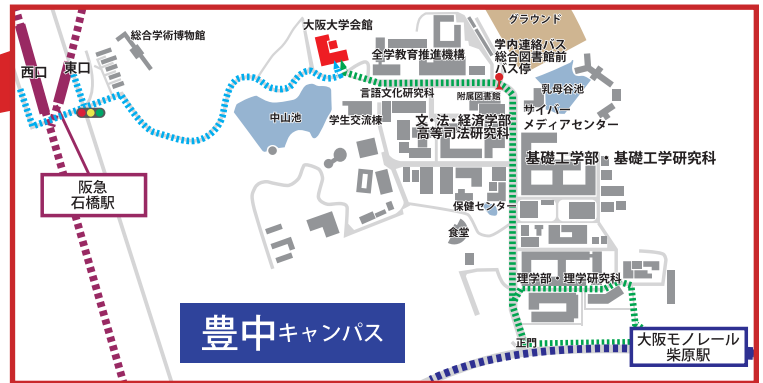 グラウンド
大阪大学会館
総合学術博物館
学内連絡バス
総合図書館前
バス停
全学教育推進機構
西口
東口
言語文化研究科
附属図書館
乳母谷池
サイバー
メディアセンター
中山池
学生交流棟
文・法・経済学部
高等司法研究科
基礎工学部・基礎工学研究科
阪急
石橋駅
保健センター
食堂
理学部・理学研究科
豊中キャンパス
正門
大阪モノレール
柴原駅